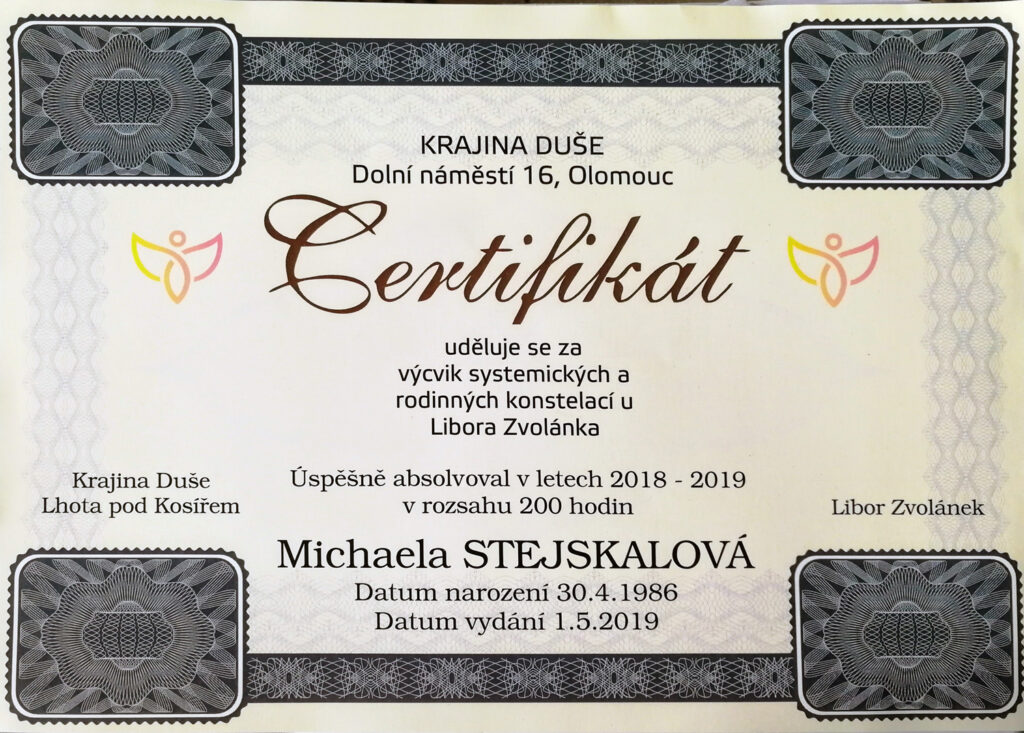 KRAJINA DUŠE
Dolní náměstí 16, Olomouc
Certifikát
uděluje se za
výcvik systemických a
rodinných konstelací u
Libora Zvolánka
Krajina Duše
Lhota pod Kosířem
Úspěšně absolvoval v letech 2018 - 2019
v rozsahu 200 hodin
Libor Zvolánek
Michaela STEJSKALOVÁ
Datum narození 30.4.1986
Datum vydání 1.5.2019